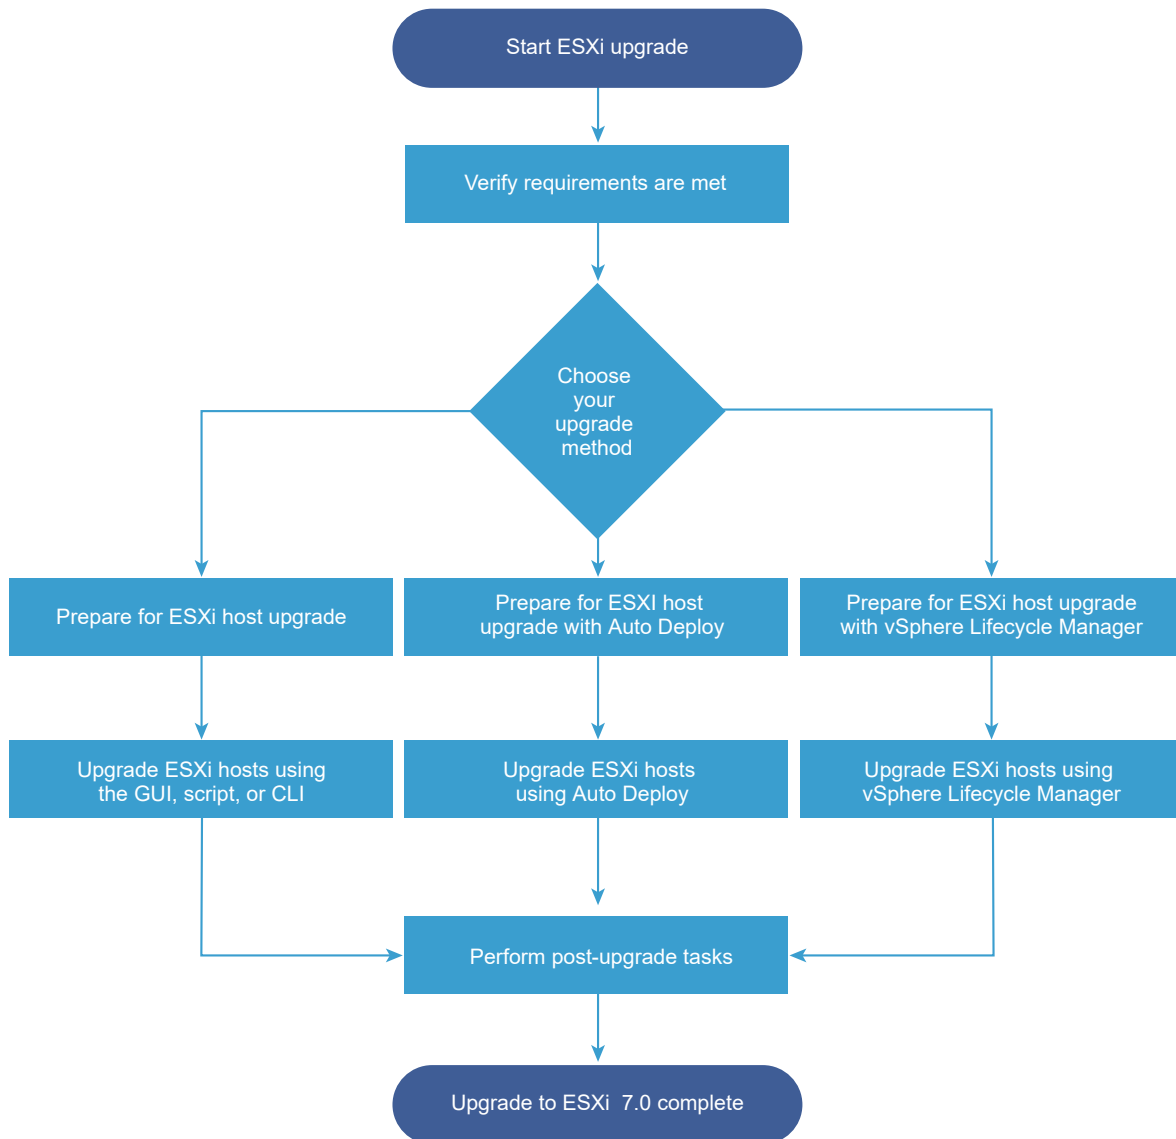 Start ESXi upgrade
Verify requirements are met
Choose
your
upgrade
method
Prepare for ESXi host upgrade
Prepare for ESXI host
upgrade with Auto Deploy
Prepare for ESXi host upgrade
with vSphere Lifecycle Manager
Upgrade ESXi hosts using
the GUI, script, or CLI
Upgrade ESXi hosts
using Auto Deploy
Upgrade ESXi hosts using
vSphere Lifecycle Manager
Perform post-upgrade tasks
Upgrade to ESXi  7.0 complete